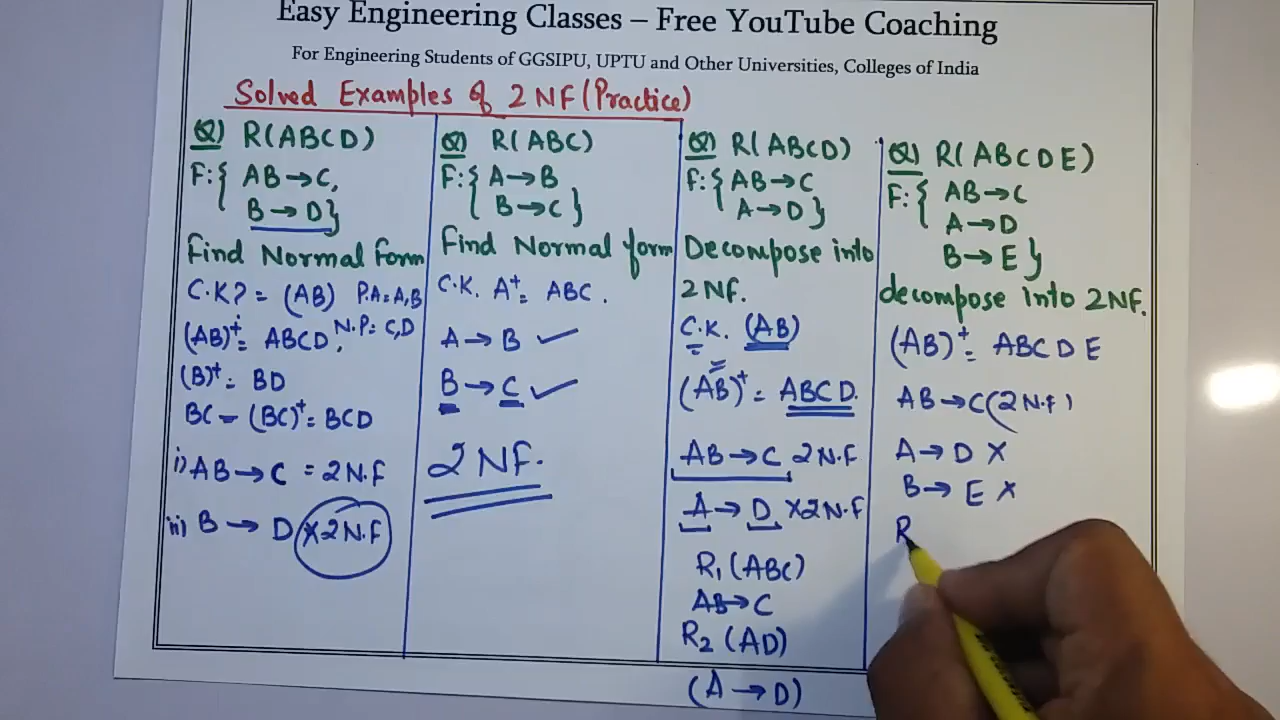 Easy Engineering Classes – Free YouTube Coaching
For Engineering Students of GGSIPU, UPTU and Other Universities, Colleges of India
Solved Examples of 2NF(Practice)
Q) R(ABCD)
F:{ AB→C,
B→D}
Find Normal Form
C.K? = (AB) P.A=A,B
(AB)⁺= ABCD, N.P= C,D
(B)⁺= BD
BC – (BC)⁺= BCD
i) AB→C = 2N.F
ii) B → D ×2N.F
Q) R(ABC)
F:{ A→B
B→C }
Find Normal form
C.K. A⁺= ABC.
A→B ✓
B→C ✓
2NF.
Q) R(ABCD)
F:{ AB→C
A→D }
Decompose into
2NF.
C.K. (AB)
(AB)⁺= ABCD.
AB→C 2N.F
A→D ×2N.F
R₁(ABC)
AB→C
R₂(AD)
(A→D)
Q) R(ABCDE)
F:{ AB→C
A→D
B→E }
decompose into 2NF.
(AB)⁺= ABCDE
AB→C(2N.F)
A→D ×
B→E ×
R